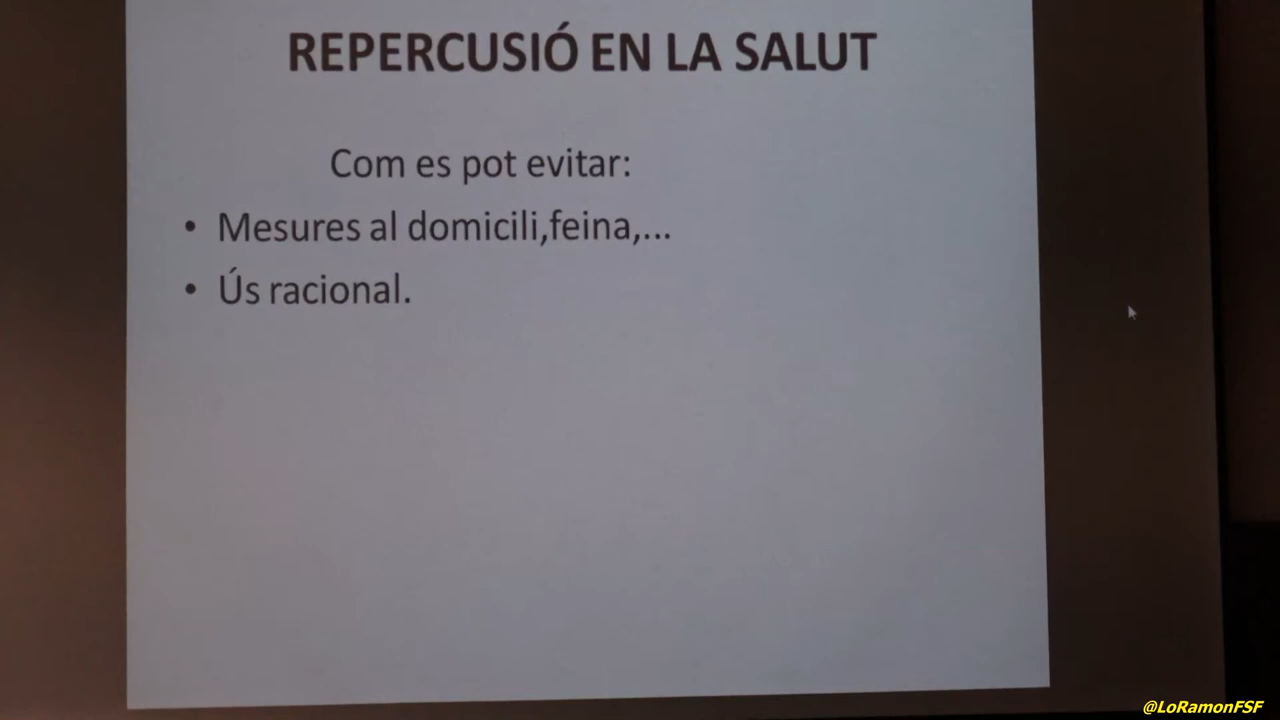 REPERCUSIÓ EN LA SALUT
Com es pot evitar:
• Mesures al domicili,feina,...
• Ús racional.
@LoRamonFSF